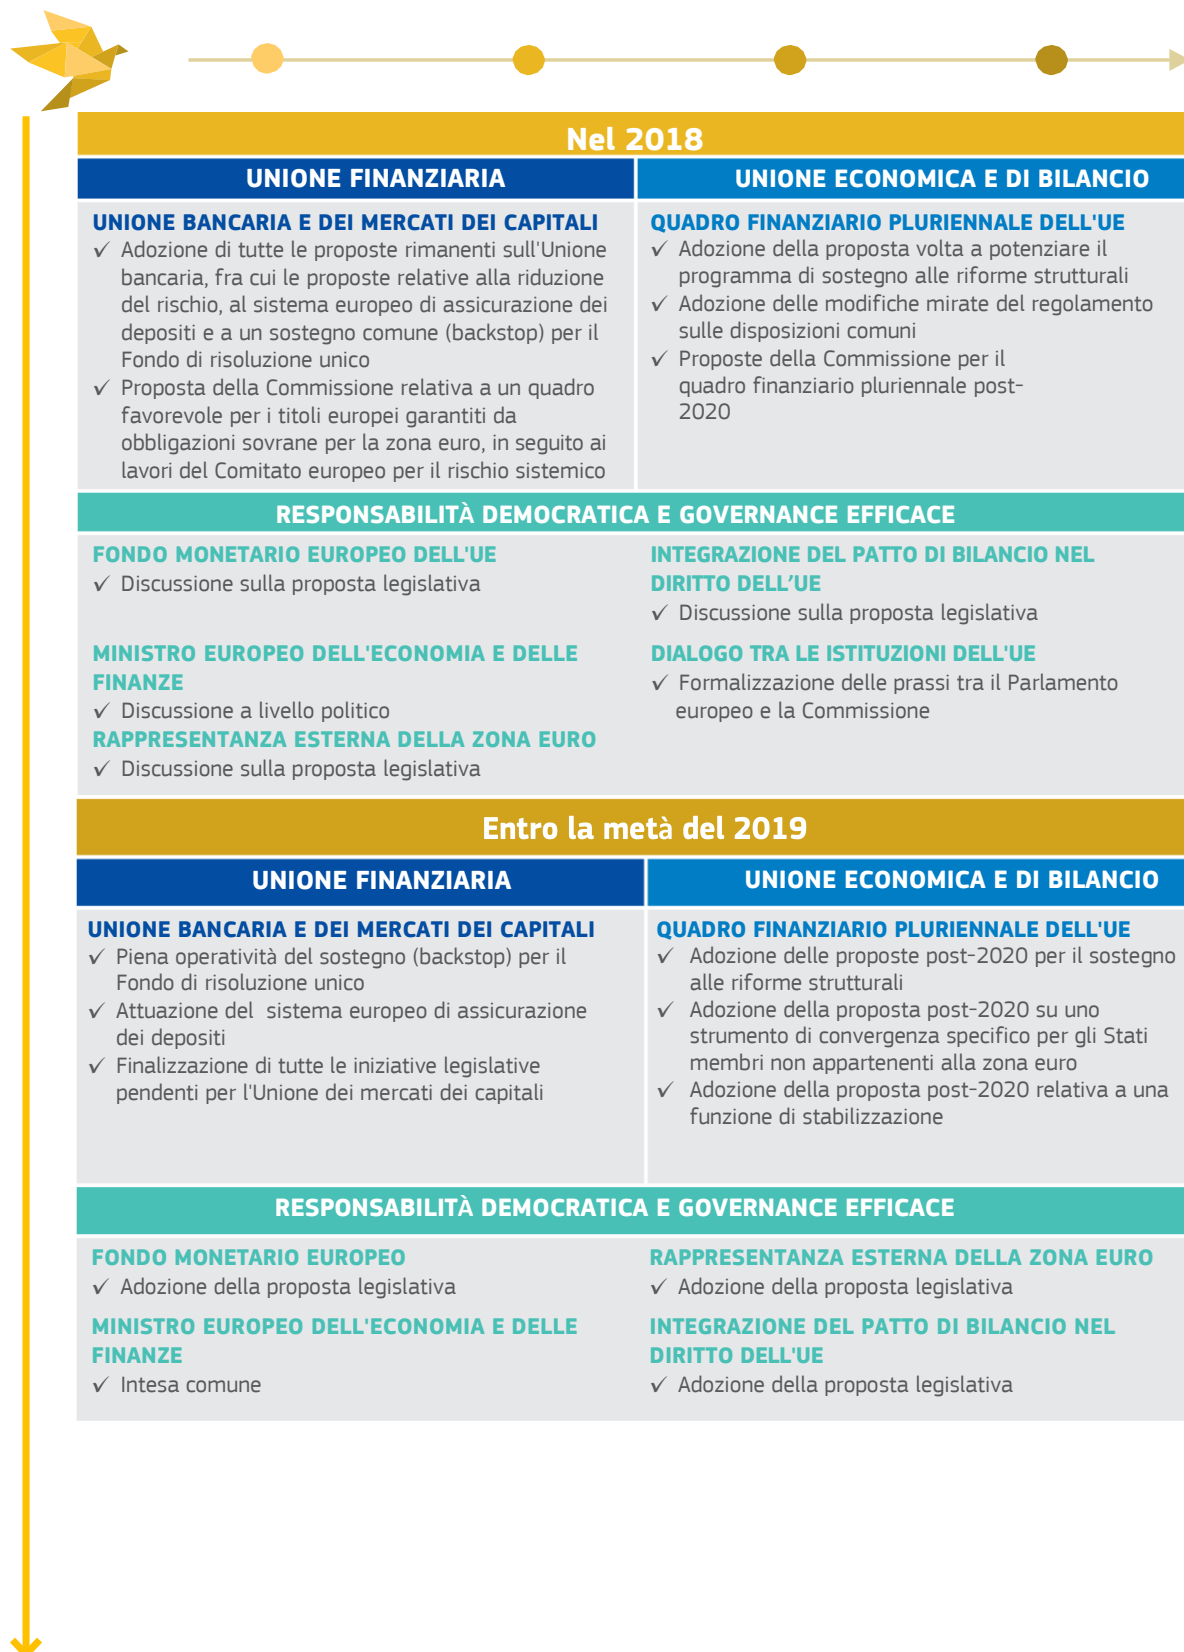 Nel 2018
UNIONE FINANZIARIA
UNIONE ECONOMICA E DI BILANCIO
UNIONE BANCARIA E DEI MERCATI DEI CAPITALI
✓ Adozione di tutte le proposte rimanenti sull'Unione
bancaria, fra cui le proposte relative alla riduzione
del rischio, al sistema europeo di assicurazione dei
depositi e a un sostegno comune (backstop) per il
Fondo di risoluzione unico
✓ Proposta della Commissione relativa a un quadro
favorevole per i titoli europei garantiti da
obbligazioni sovrane per la zona euro, in seguito ai
lavori del Comitato europeo per il rischio sistemico
QUADRO FINANZIARIO PLURIENNALE DELL'UE
✓ Adozione della proposta volta a potenziare il
programma di sostegno alle riforme strutturali
✓ Adozione delle modifiche mirate del regolamento
sulle disposizioni comuni
✓ Proposte della Commissione per il
quadro finanziario pluriennale post-
2020
RESPONSABILITÀ DEMOCRATICA E GOVERNANCE EFFICACE
FONDO MONETARIO EUROPEO DELL'UE
✓ Discussione sulla proposta legislativa
MINISTRO EUROPEO DELL'ECONOMIA E DELLE
FINANZE
✓ Discussione a livello politico
RAPPRESENTANZA ESTERNA DELLA ZONA EURO
✓ Discussione sulla proposta legislativa
INTEGRAZIONE DEL PATTO DI BILANCIO NEL
DIRITTO DELL’UE
✓ Discussione sulla proposta legislativa
DIALOGO TRA LE ISTITUZIONI DELL'UE
✓ Formalizzazione delle prassi tra il Parlamento
europeo e la Commissione
Entro la metà del 2019
UNIONE FINANZIARIA
UNIONE ECONOMICA E DI BILANCIO
UNIONE BANCARIA E DEI MERCATI DEI CAPITALI
✓ Piena operatività del sostegno (backstop) per il
Fondo di risoluzione unico
✓ Attuazione del sistema europeo di assicurazione
dei depositi
✓ Finalizzazione di tutte le iniziative legislative
pendenti per l'Unione dei mercati dei capitali
QUADRO FINANZIARIO PLURIENNALE DELL'UE
✓ Adozione delle proposte post-2020 per il sostegno
alle riforme strutturali
✓ Adozione della proposta post-2020 su uno
strumento di convergenza specifico per gli Stati
membri non appartenenti alla zona euro
✓ Adozione della proposta post-2020 relativa a una
funzione di stabilizzazione
RESPONSABILITÀ DEMOCRATICA E GOVERNANCE EFFICACE
FONDO MONETARIO EUROPEO
✓ Adozione della proposta legislativa
MINISTRO EUROPEO DELL'ECONOMIA E DELLE
FINANZE
✓ Intesa comune
RAPPRESENTANZA ESTERNA DELLA ZONA EURO
✓ Adozione della proposta legislativa
INTEGRAZIONE DEL PATTO DI BILANCIO NEL
DIRITTO DELL'UE
✓ Adozione della proposta legislativa